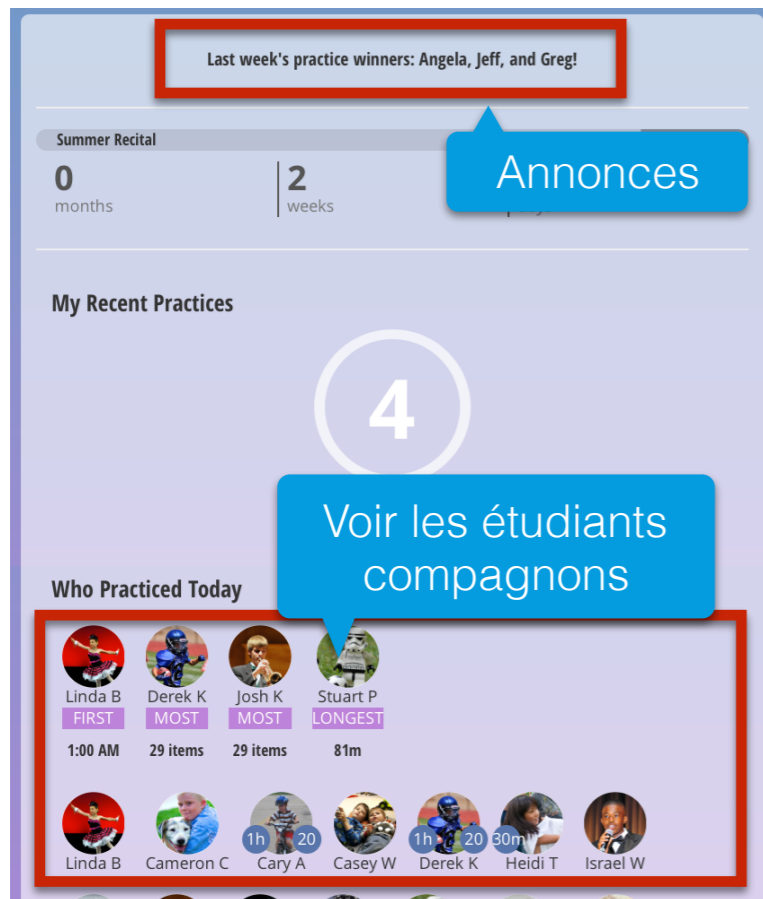 Last week's practice winners: Angela, Jeff, and Greg!
Annonces
Summer Recital
0
months
2
weeks
My Recent Practices
4
Voir les étudiants
compagnons
Who Practiced Today
Linda B
Derek K
Josh K
Stuart P
FIRST
MOST
MOST
LONGEST
1:00 AM
29 items
29 items
81m
1h
20
1h
20
30m
Linda B
Cameron C
Cary A
Casey W
Derek K
Heidi T
Israel W